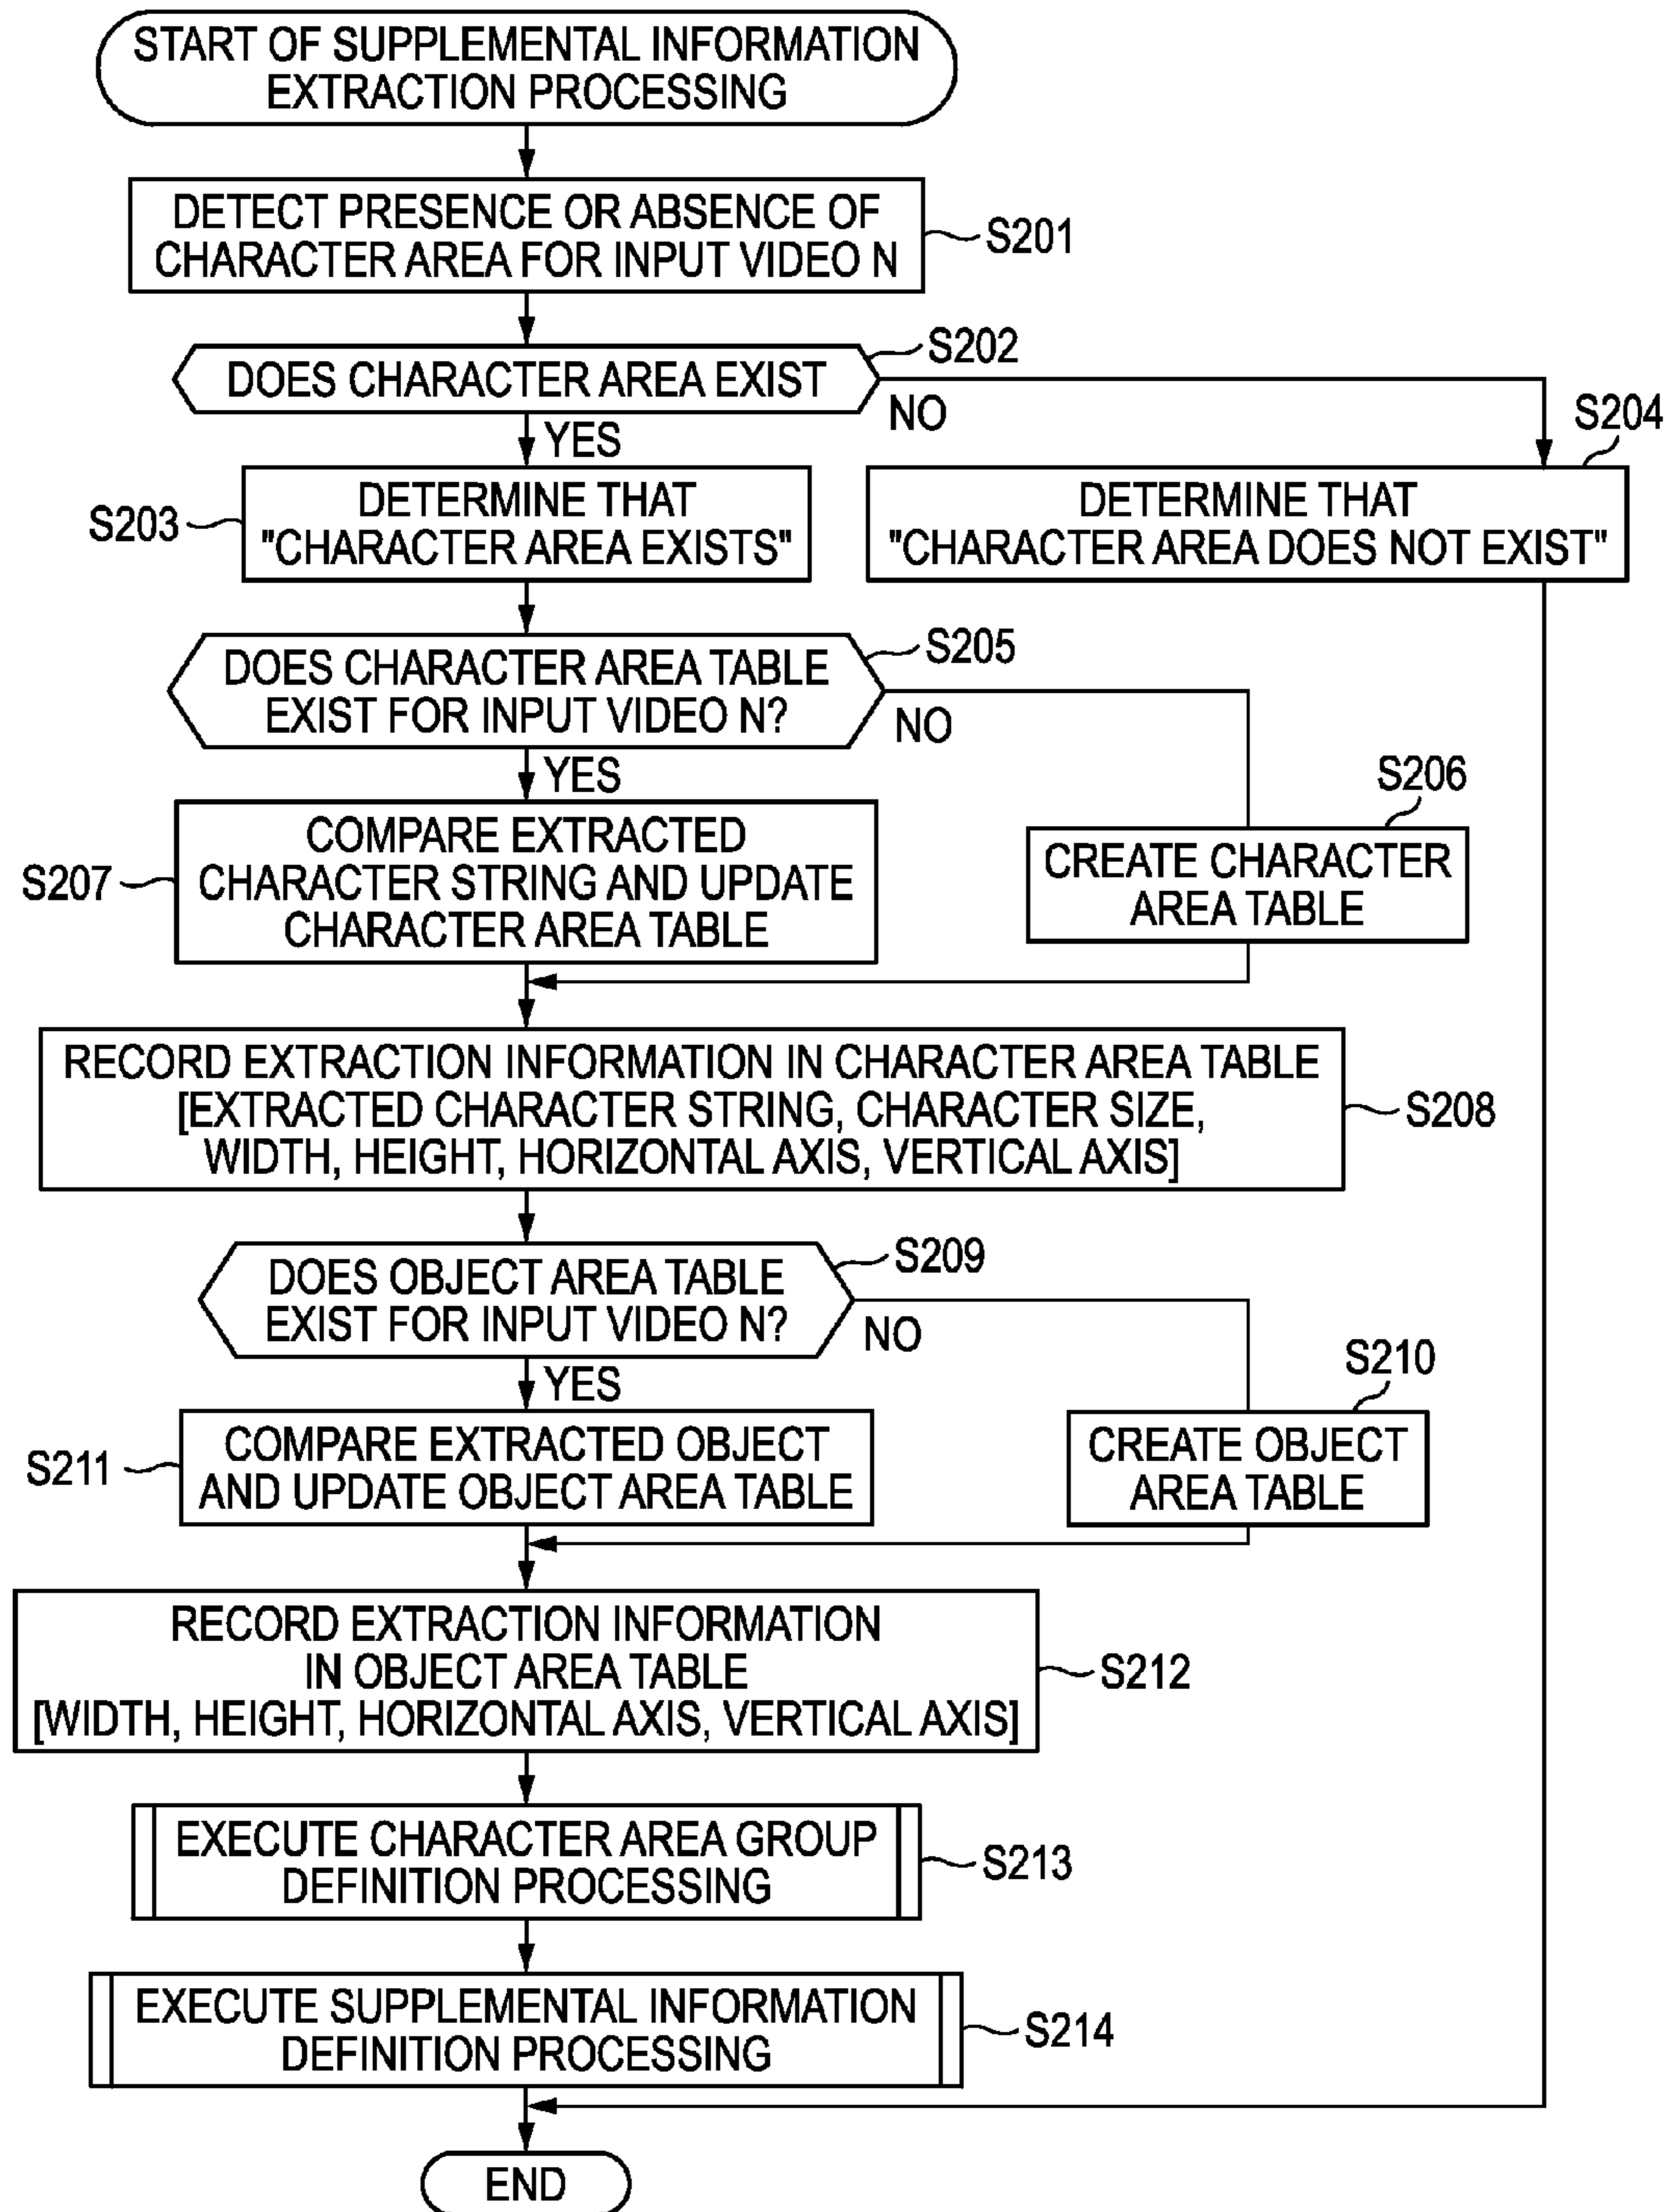 START OF SUPPLEMENTAL INFORMATION
EXTRACTION PROCESSING
DETECT PRESENCE OR ABSENCE OF
CHARACTER AREA FOR INPUT VIDEO N
S201
DOES CHARACTER AREA EXIST
S202
NO
YES
S203
DETERMINE THAT
"CHARACTER AREA EXISTS"
S204
DETERMINE THAT
"CHARACTER AREA DOES NOT EXIST"
DOES CHARACTER AREA TABLE
EXIST FOR INPUT VIDEO N?
S205
NO
YES
S206
CREATE CHARACTER
AREA TABLE
S207
COMPARE EXTRACTED
CHARACTER STRING AND UPDATE
CHARACTER AREA TABLE
RECORD EXTRACTION INFORMATION IN CHARACTER AREA TABLE
[EXTRACTED CHARACTER STRING, CHARACTER SIZE,
WIDTH, HEIGHT, HORIZONTAL AXIS, VERTICAL AXIS]
S208
DOES OBJECT AREA TABLE
EXIST FOR INPUT VIDEO N?
S209
NO
YES
S210
CREATE OBJECT
AREA TABLE
S211
COMPARE EXTRACTED OBJECT
AND UPDATE OBJECT AREA TABLE
RECORD EXTRACTION INFORMATION
IN OBJECT AREA TABLE
[WIDTH, HEIGHT, HORIZONTAL AXIS, VERTICAL AXIS]
S212
EXECUTE CHARACTER AREA GROUP
DEFINITION PROCESSING
S213
EXECUTE SUPPLEMENTAL INFORMATION
DEFINITION PROCESSING
S214
END